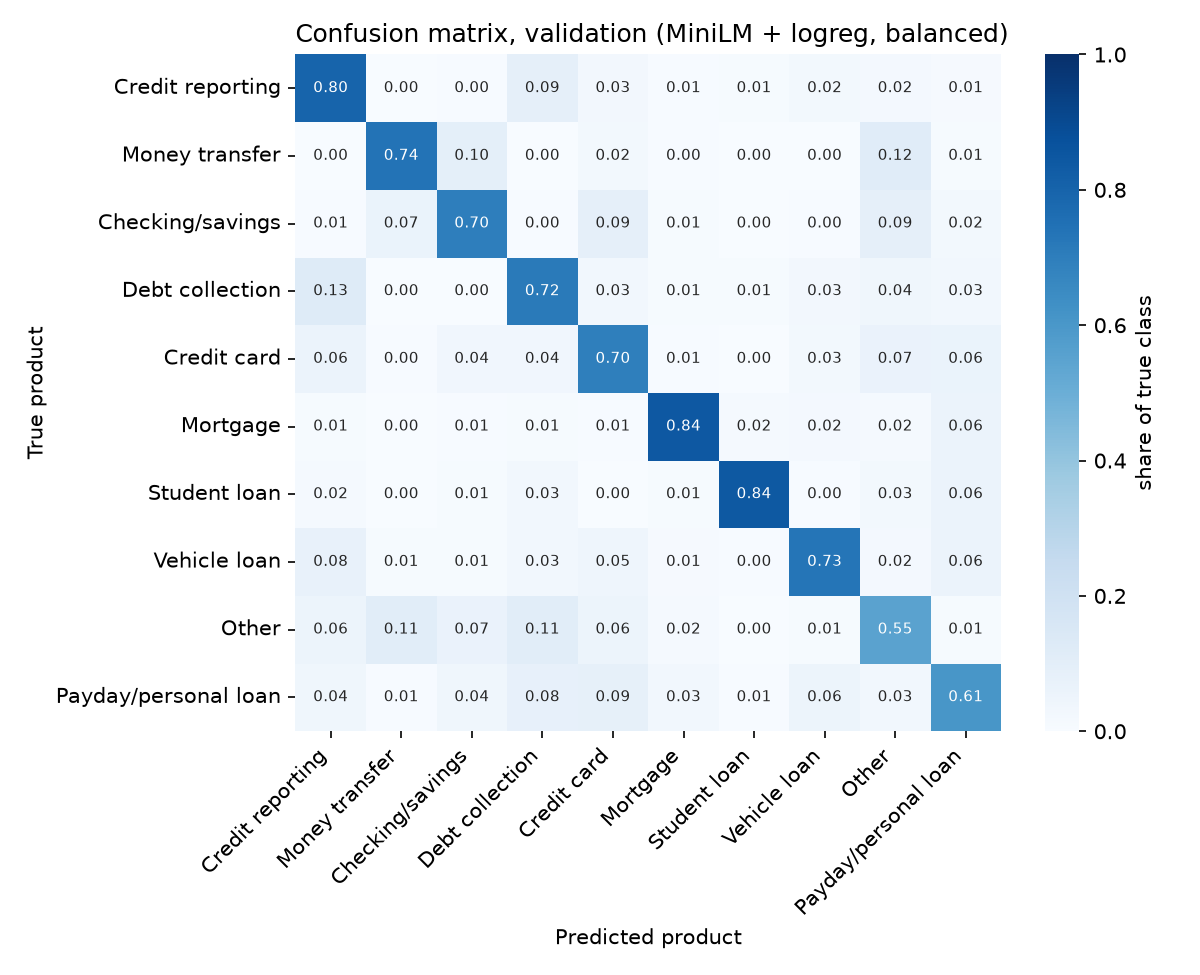 Confusion matrix, validation (MiniLM + logreg, balanced)
True product
Credit reporting 0.80 0.00 0.00 0.09 0.03 0.01 0.01 0.02 0.02 0.01
Money transfer 0.00 0.74 0.10 0.00 0.02 0.00 0.00 0.00 0.12 0.01
Checking/savings 0.01 0.07 0.70 0.00 0.09 0.01 0.00 0.00 0.09 0.02
Debt collection 0.13 0.00 0.00 0.72 0.03 0.01 0.01 0.03 0.04 0.03
Credit card 0.06 0.00 0.04 0.04 0.70 0.01 0.00 0.03 0.07 0.06
Mortgage 0.01 0.00 0.01 0.01 0.01 0.84 0.02 0.02 0.02 0.06
Student loan 0.02 0.00 0.01 0.03 0.00 0.01 0.84 0.00 0.03 0.06
Vehicle loan 0.08 0.01 0.01 0.03 0.05 0.01 0.00 0.73 0.02 0.06
Other 0.06 0.11 0.07 0.11 0.06 0.02 0.00 0.01 0.55 0.01
Payday/personal loan 0.04 0.01 0.04 0.08 0.09 0.03 0.01 0.06 0.03 0.61
Credit reporting
Money transfer
Checking/savings
Debt collection
Credit card
Mortgage
Student loan
Vehicle loan
Other
Payday/personal loan
Predicted product
1.0
0.8
0.6
0.4
0.2
0.0
share of true class